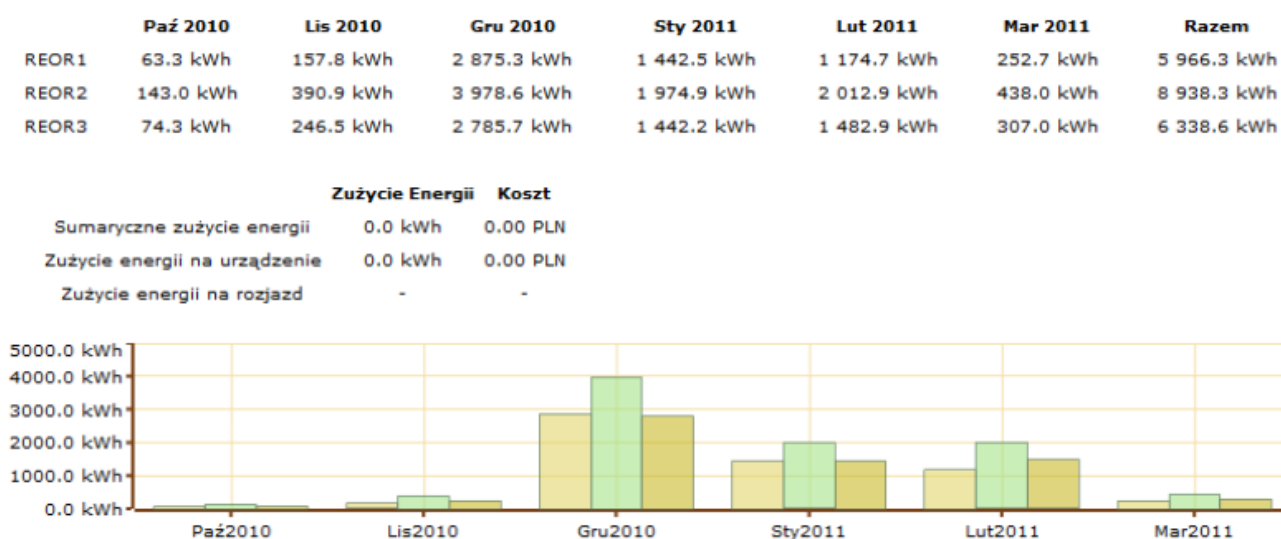 Paź 2010 Lis 2010 Gru 2010 Sty 2011 Lut 2011 Mar 2011 Razem
REOR1 63.3 kWh 157.8 kWh 2 875.3 kWh 1 442.5 kWh 1 174.7 kWh 252.7 kWh 5 966.3 kWh
REOR2 143.0 kWh 390.9 kWh 3 978.6 kWh 1 974.9 kWh 2 012.9 kWh 438.0 kWh 8 938.3 kWh
REOR3 74.3 kWh 246.5 kWh 2 785.7 kWh 1 442.2 kWh 1 482.9 kWh 307.0 kWh 6 338.6 kWh
Zużycie Energii Koszt
Sumaryczne zużycie energii 0.0 kWh 0.00 PLN
Zużycie energii na urządzenie 0.0 kWh 0.00 PLN
Zużycie energii na rozjazd - -
5000.0 kWh
4000.0 kWh
3000.0 kWh
2000.0 kWh
1000.0 kWh
0.0 kWh
Paź2010 Lis2010 Gru2010 Sty2011 Lut2011 Mar2011